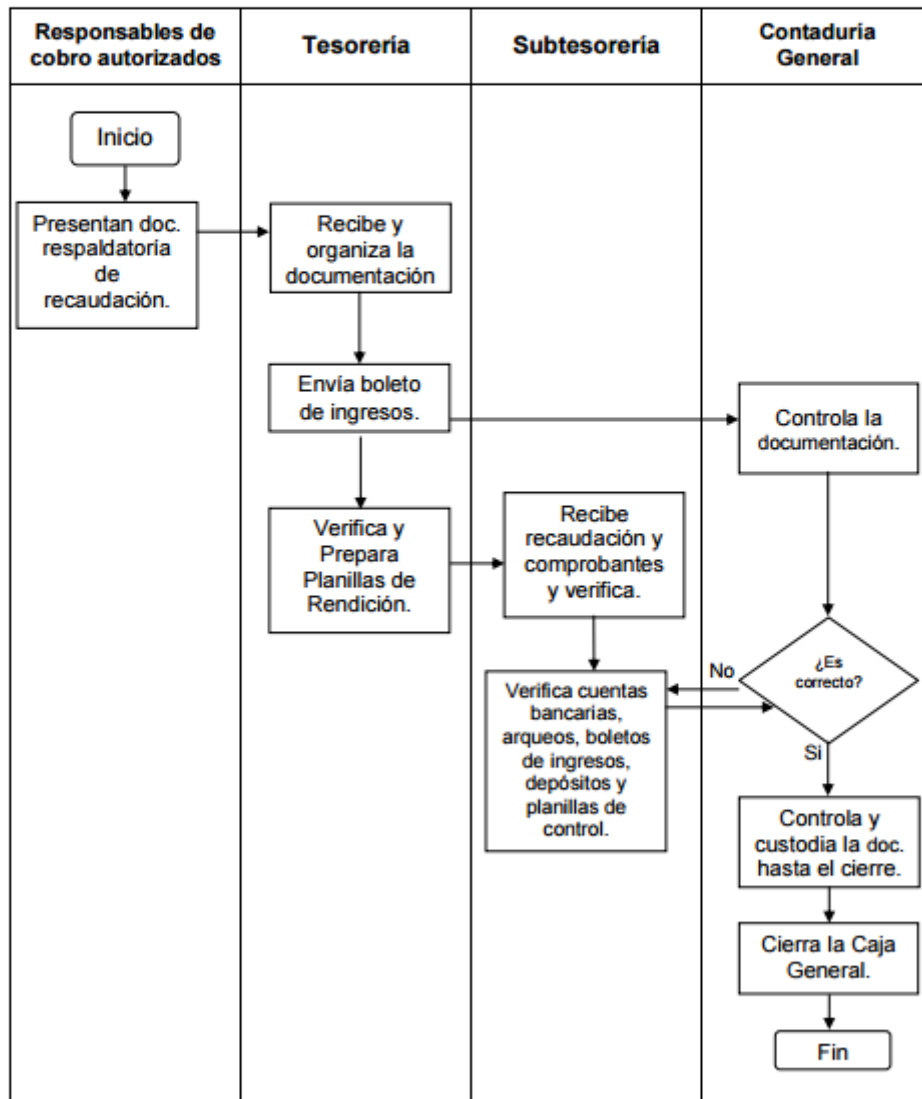 Responsables de
cobro autorizados
Tesorería
Subtesorería
Contaduría
General
Inicio
Presentan doc.
respaldatoría
de
recaudación.
Recibe y
organiza la
documentación
Envía boleto
de ingresos.
Controla la
documentación.
Verifica y
Prepara
Planillas de
Rendición.
Recibe
recaudación y
comprobantes
y verifica.
¿Es
correcto?
No
Verifica cuentas
bancarias,
arqueos, boletos
de ingresos,
depósitos y
planillas de
control.
Si
Controla y
custodia la doc.
hasta el cierre.
Cierra la Caja
General.
Fin